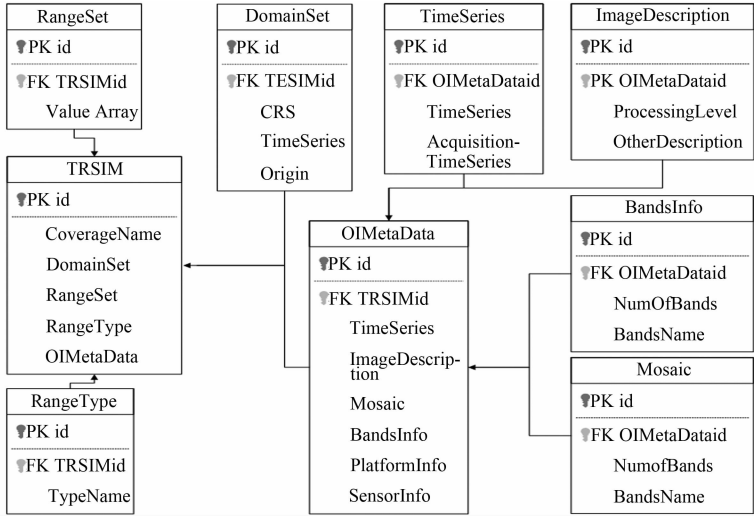 RangeSet
PK id
FK TRSIMid
Value Array
DomainSet
PK id
FK TESIMid
CRS
TimeSeries
Origin
TimeSeries
PK id
FK OIMetaDataid
TimeSeries
Acquisition-
TimeSeries
ImageDescription
PK id
PK OIMetaDataid
ProcessingLevel
OtherDescription
TRSIM
PK id
CoverageName
DomainSet
RangeSet
RangeType
OIMetaData
OIMetaData
PK id
FK TRSIMid
TimeSeries
ImageDescrip-
tion
Mosaic
BandsInfo
PlatformInfo
SensorInfo
BandsInfo
PK id
FK OIMetaDataid
NumOfBands
BandsName
RangeType
PK id
FK TRSIMid
TypeName
Mosaic
PK id
FK OIMetaDataid
NumofBands
BandsName